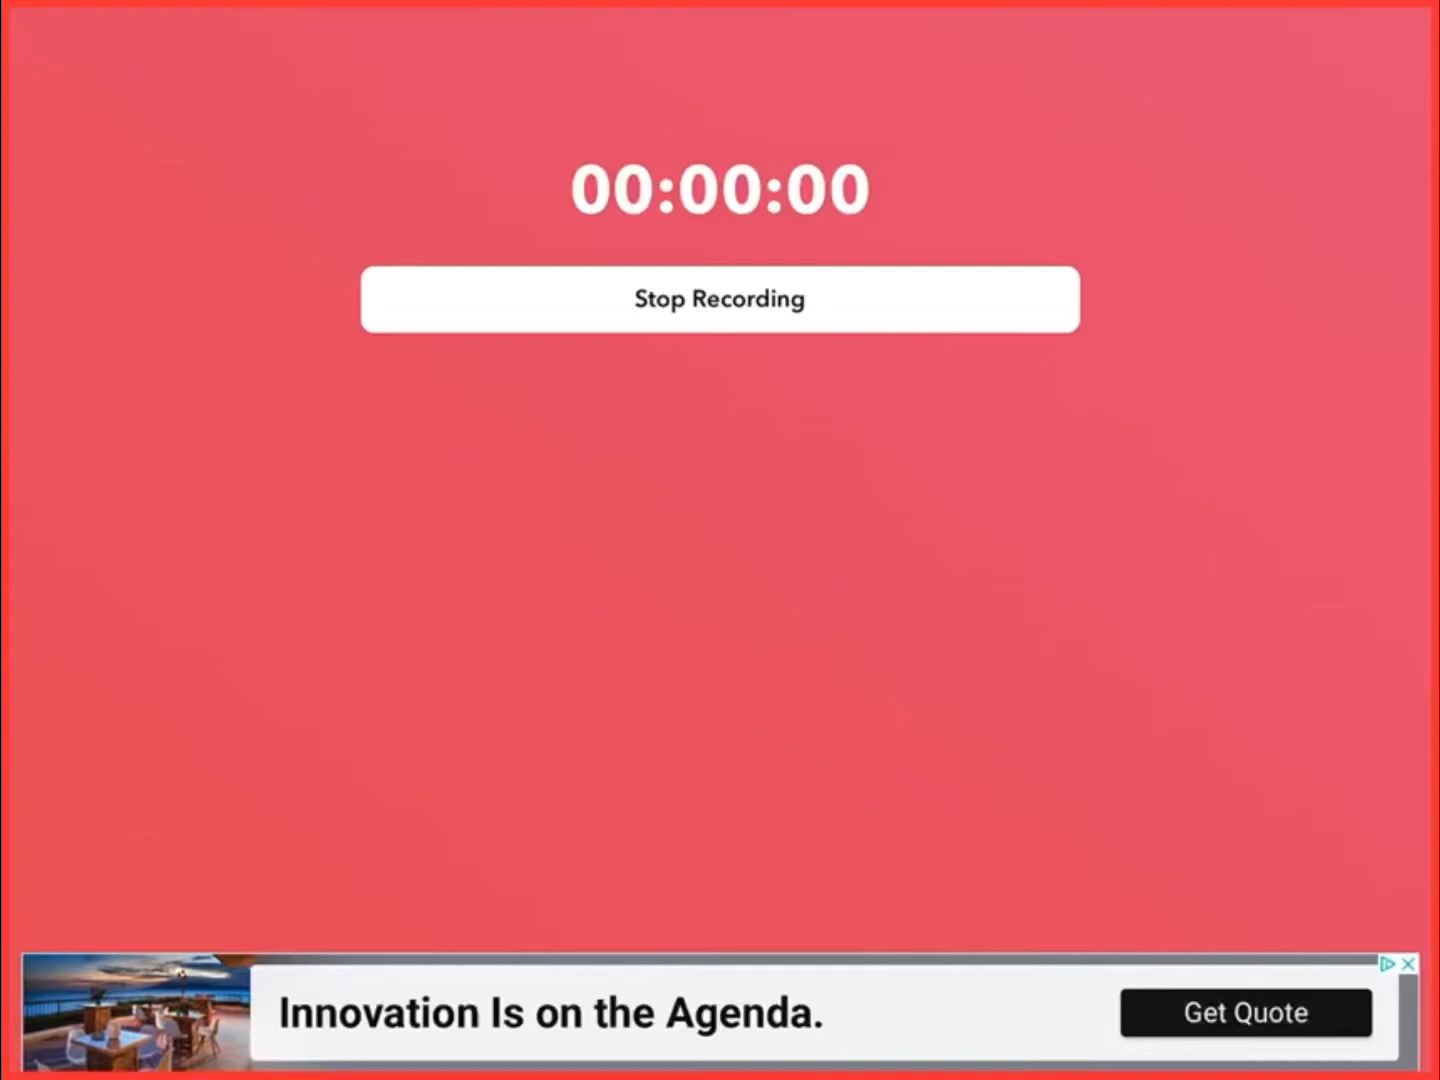 00:00:00
Stop Recording
Innovation Is on the Agenda.
Get Quote